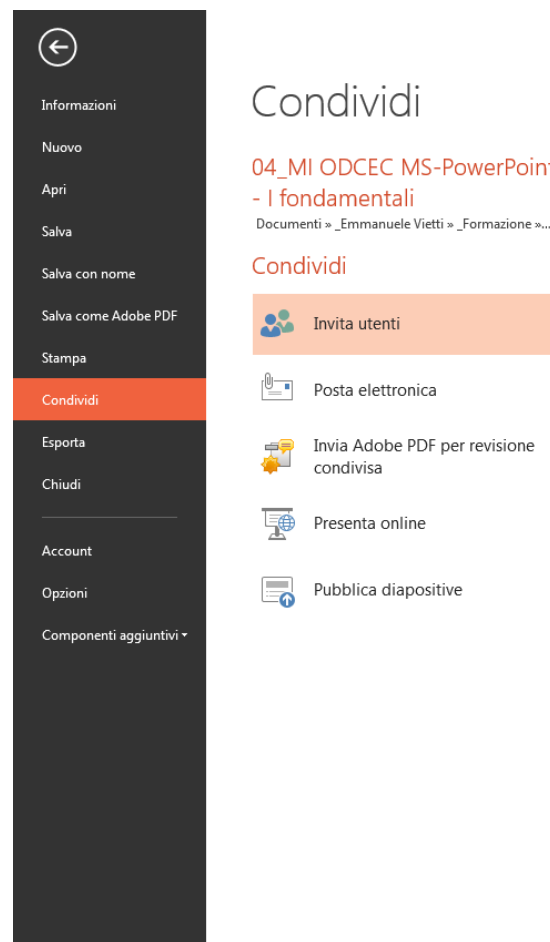 Informazioni
Nuovo
Apri
Salva
Salva con nome
Salva come Adobe PDF
Stampa
Condividi
Esporta
Chiudi
Account
Opzioni
Componenti aggiuntivi
Condividi
04_MI ODCEC MS-PowerPoint
- I fondamentali
Documenti » _Emmanuele Vietti » _Formazione »...
Condividi
Invita utenti
Posta elettronica
Invia Adobe PDF per revisione
condivisa
Presenta online
Pubblica diapositive